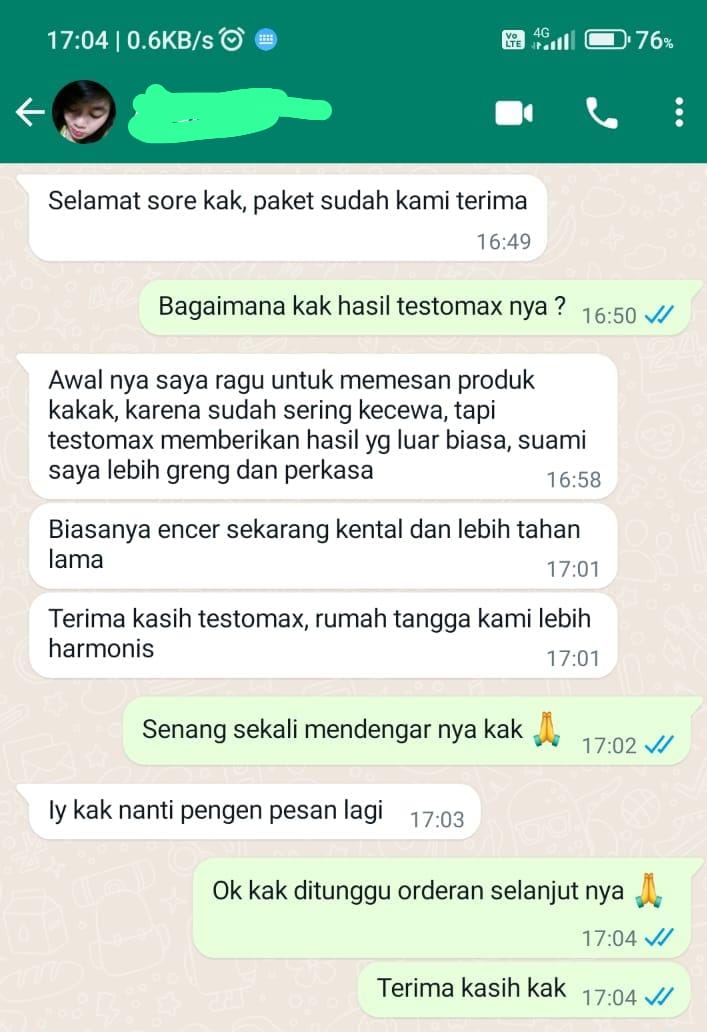 17:04 | 0.6KB/s
Vo LTE 4G 76%
Selamat sore kak, paket sudah kami terima
16:49
Bagaimana kak hasil testomax nya ? 16:50
Awal nya saya ragu untuk memesan produk
kakak, karena sudah sering kecewa, tapi
testomax memberikan hasil yg luar biasa, suami
saya lebih greng dan perkasa 16:58
Biasanya encer sekarang kental dan lebih tahan
lama 17:01
Terima kasih testomax, rumah tangga kami lebih
harmonis 17:01
Senang sekali mendengar nya kak 🙏 17:02
Iy kak nanti pengen pesan lagi 17:03
Ok kak ditunggu orderan selanjut nya 🙏
17:04
Terima kasih kak 17:04